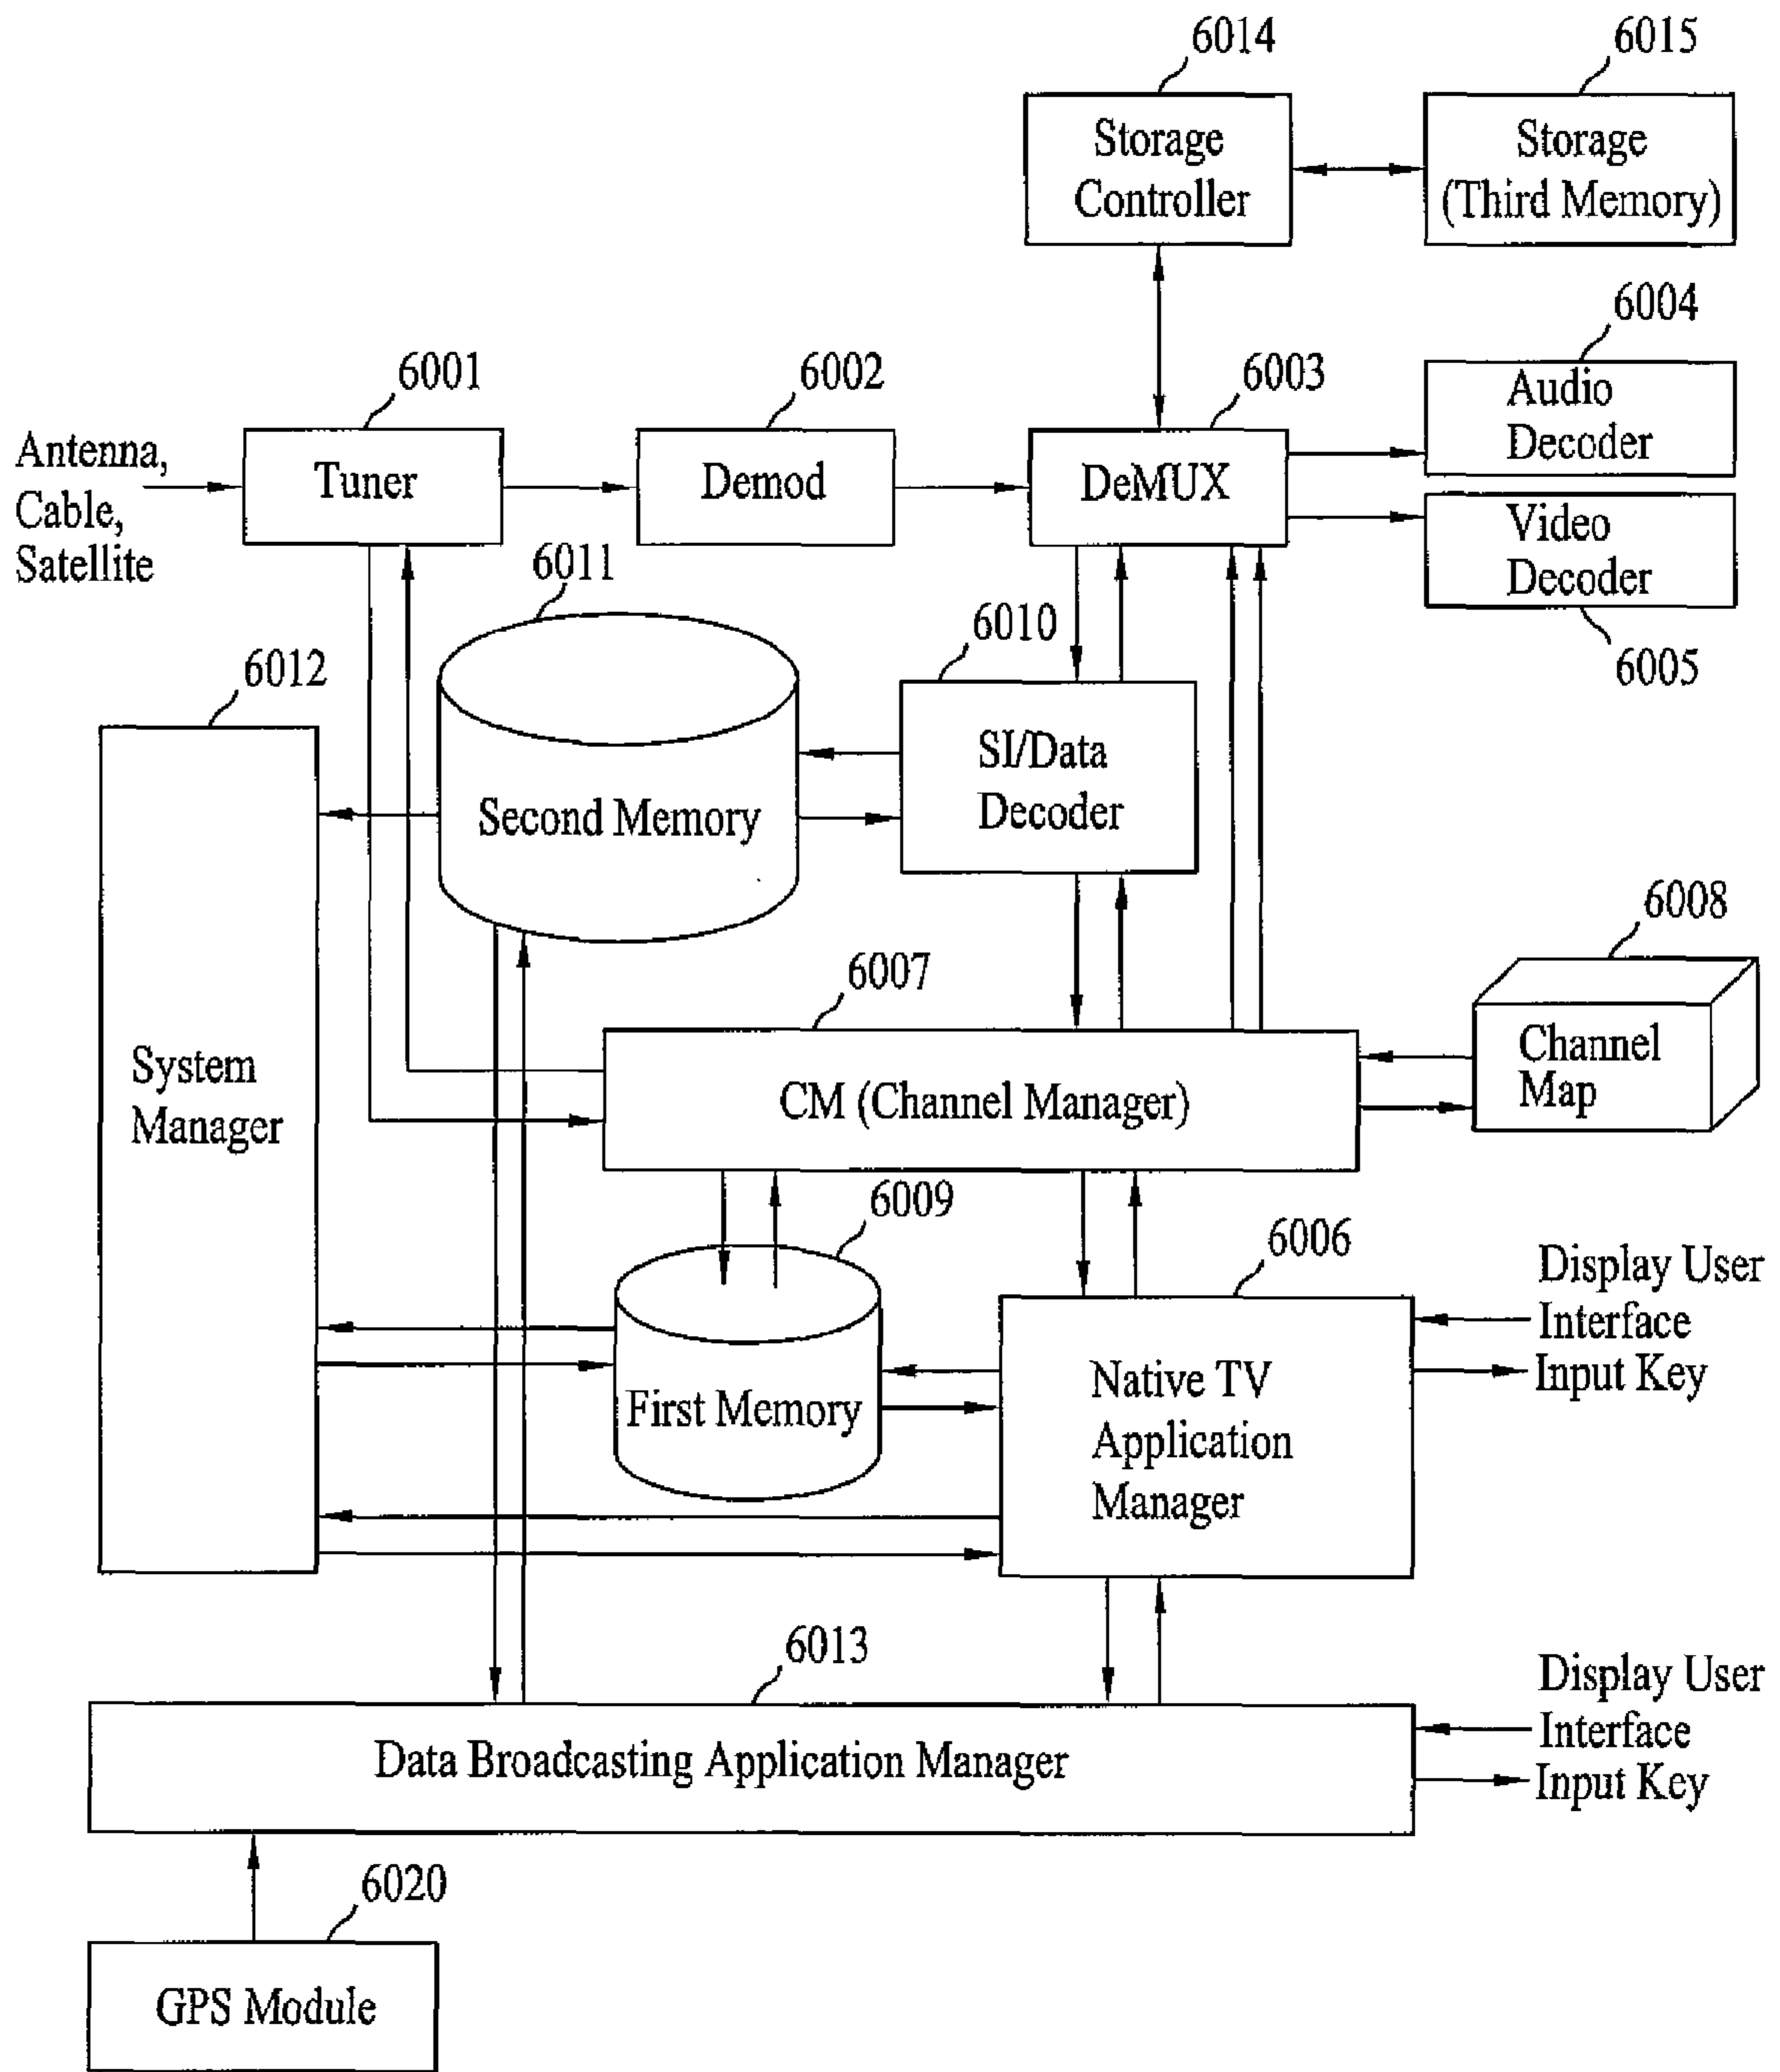 6014
6015
Storage
Controller
Storage
(Third Memory)
6001
6002
6003
6004
Audio
Decoder
Antenna,
Cable,
Satellite
Tuner
Demod
DeMUX
Video
Decoder
6005
6011
6010
6012
Second Memory
SI/Data
Decoder
6008
Channel
Map
6007
CM (Channel Manager)
System
Manager
6009
First Memory
6006
Native TV
Application
Manager
Display User
Interface
Input Key
6013
Data Broadcasting Application Manager
Display User
Interface
Input Key
6020
GPS Module